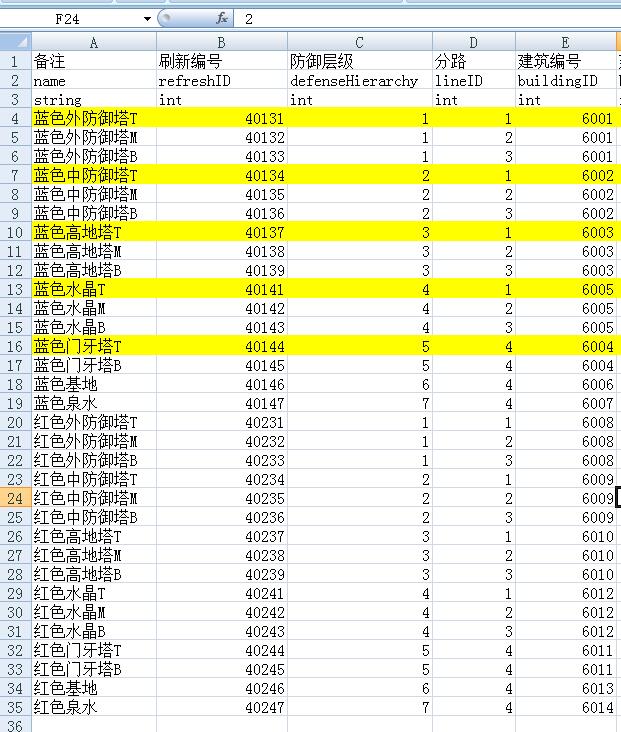 F24 fx 2
A B C D E
1 备注 刷新编号 防御层级 分路 建筑编号
2 name refreshID defenseHierarchy lineID buildingID
3 string int int int int
4 蓝色外防御塔T 40131 1 1 6001
5 蓝色外防御塔M 40132 1 2 6001
6 蓝色外防御塔B 40133 1 3 6001
7 蓝色中防御塔T 40134 2 1 6002
8 蓝色中防御塔M 40135 2 2 6002
9 蓝色中防御塔B 40136 2 3 6002
10 蓝色高地塔T 40137 3 1 6003
11 蓝色高地塔M 40138 3 2 6003
12 蓝色高地塔B 40139 3 3 6003
13 蓝色水晶T 40141 4 1 6005
14 蓝色水晶M 40142 4 2 6005
15 蓝色水晶B 40143 4 3 6005
16 蓝色门牙塔T 40144 5 4 6004
17 蓝色门牙塔B 40145 5 4 6004
18 蓝色基地 40146 6 4 6006
19 蓝色泉水 40147 7 4 6007
20 红色外防御塔T 40231 1 1 6008
21 红色外防御塔M 40232 1 2 6008
22 红色外防御塔B 40233 1 3 6008
23 红色中防御塔T 40234 2 1 6009
24 红色中防御塔M 40235 2 2 6009
25 红色中防御塔B 40236 2 3 6009
26 红色高地塔T 40237 3 1 6010
27 红色高地塔M 40238 3 2 6010
28 红色高地塔B 40239 3 3 6010
29 红色水晶T 40241 4 1 6012
30 红色水晶M 40242 4 2 6012
31 红色水晶B 40243 4 3 6012
32 红色门牙塔T 40244 5 4 6011
33 红色门牙塔B 40245 5 4 6011
34 红色基地 40246 6 4 6013
35 红色泉水 40247 7 4 6014
36